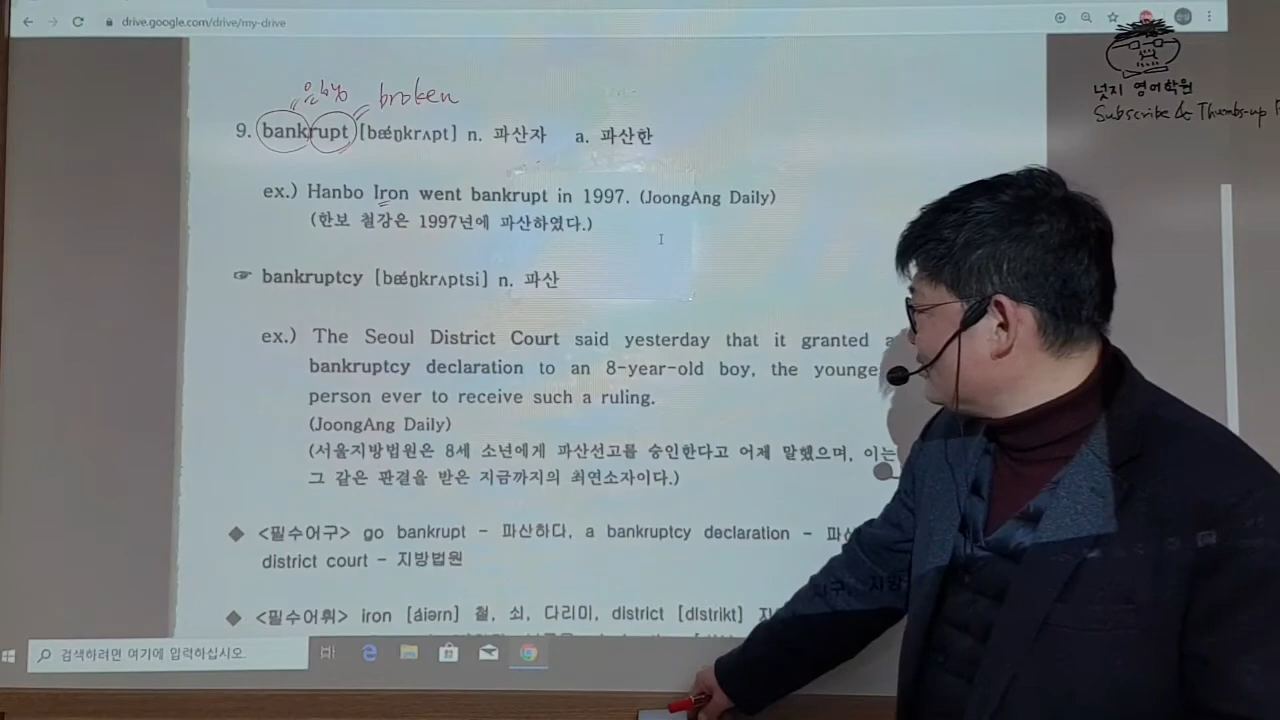 drive.google.com/drive/my-drive
넛지 영어학원
Subscribe & Thumbs-up
은행 broken
9. bankrupt [bǽŋkrʌpt] n. 파산자 a. 파산한
ex.) Hanbo Iron went bankrupt in 1997. (JoongAng Daily)
(한보 철강은 1997년에 파산하였다.)
☞ bankruptcy [bǽŋkrʌptsi] n. 파산
ex.) The Seoul District Court said yesterday that it granted a
bankruptcy declaration to an 8-year-old boy, the younge
person ever to receive such a ruling.
(JoongAng Daily)
(서울지방법원은 8세 소년에게 파산선고를 승인한다고 어제 말했으며, 이는
그 같은 판결을 받은 지금까지의 최연소자이다.)
◆ <필수어구> go bankrupt - 파산하다, a bankruptcy declaration - 파산
district court - 지방법원
◆ <필수어휘> iron [áiərn] 철, 쇠, 다리미, district [dístrikt] 지
검색하려면 여기에 입력하십시오.